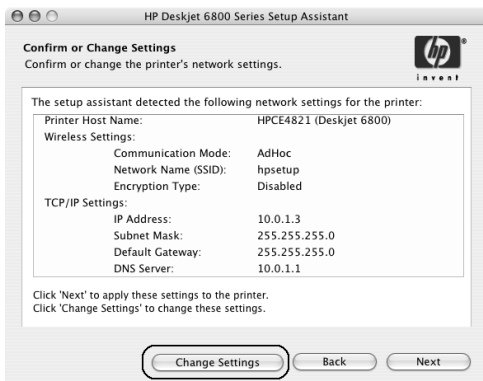 HP Deskjet 6800 Series Setup Assistant
Confirm or Change Settings
Confirm or change the printer's network settings.
hp
®
invent
The setup assistant detected the following network settings for the printer:
Printer Host Name: HPCE4821 (Deskjet 6800)
Wireless Settings:
Communication Mode: AdHoc
Network Name (SSID): hpsetup
Encryption Type: Disabled
TCP/IP Settings:
IP Address: 10.0.1.3
Subnet Mask: 255.255.255.0
Default Gateway: 255.255.255.0
DNS Server: 10.0.1.1
Click 'Next' to apply these settings to the printer.
Click 'Change Settings' to change these settings.
Change Settings Back Next